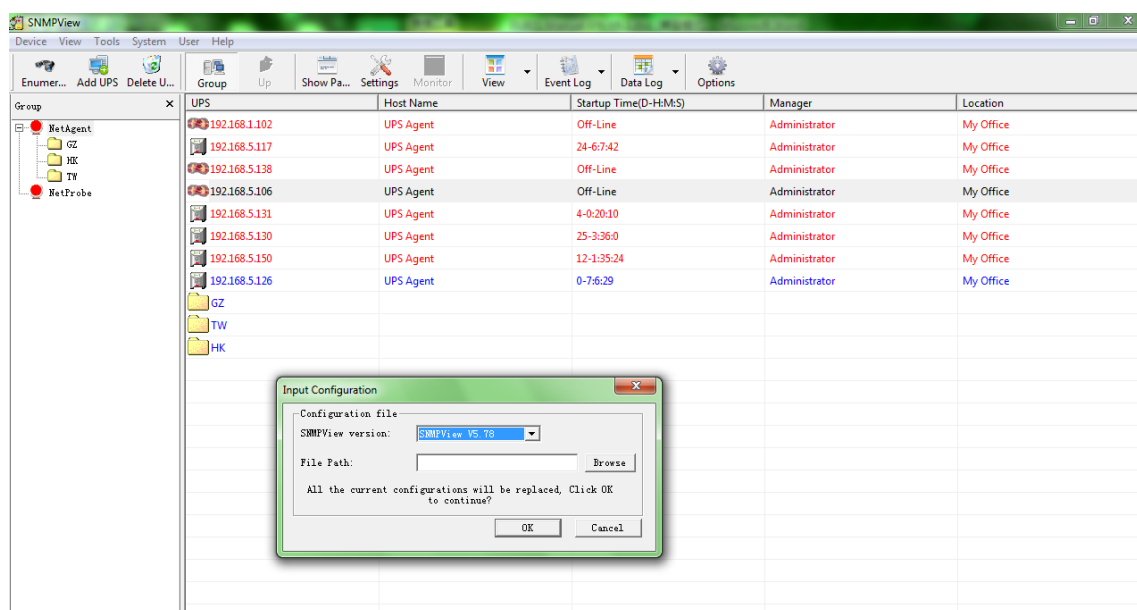 SNMPView
Device View Tools System User Help
Enumer... Add UPS Delete U... Group Up Show Pa... Settings Monitor View Event Log Data Log Options
Group x
NetAgent
GZ
HK
TW
NetProbe
UPS Host Name Startup Time(D-H:M:S) Manager Location
192.168.1.102 UPS Agent Off-Line Administrator My Office
192.168.5.117 UPS Agent 24-6:7:42 Administrator My Office
192.168.5.138 UPS Agent Off-Line Administrator My Office
192.168.5.106 UPS Agent Off-Line Administrator My Office
192.168.5.131 UPS Agent 4-0:20:10 Administrator My Office
192.168.5.130 UPS Agent 25-3:36:0 Administrator My Office
192.168.5.150 UPS Agent 12-1:35:24 Administrator My Office
192.168.5.126 UPS Agent 0-7:6:29 Administrator My Office
GZ
TW
HK
Input Configuration
Configuration file
SNMPView version: SNMPView V5.78
File Path: Browse
All the current configurations will be replaced, Click OK
to continue?
OK Cancel